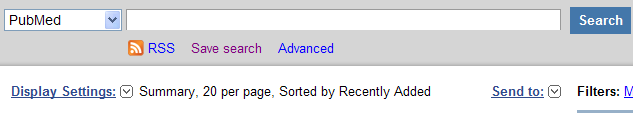 PubMed Search
RSS Save search Advanced
Display Settings: Summary, 20 per page, Sorted by Recently Added Send to: Filters: M